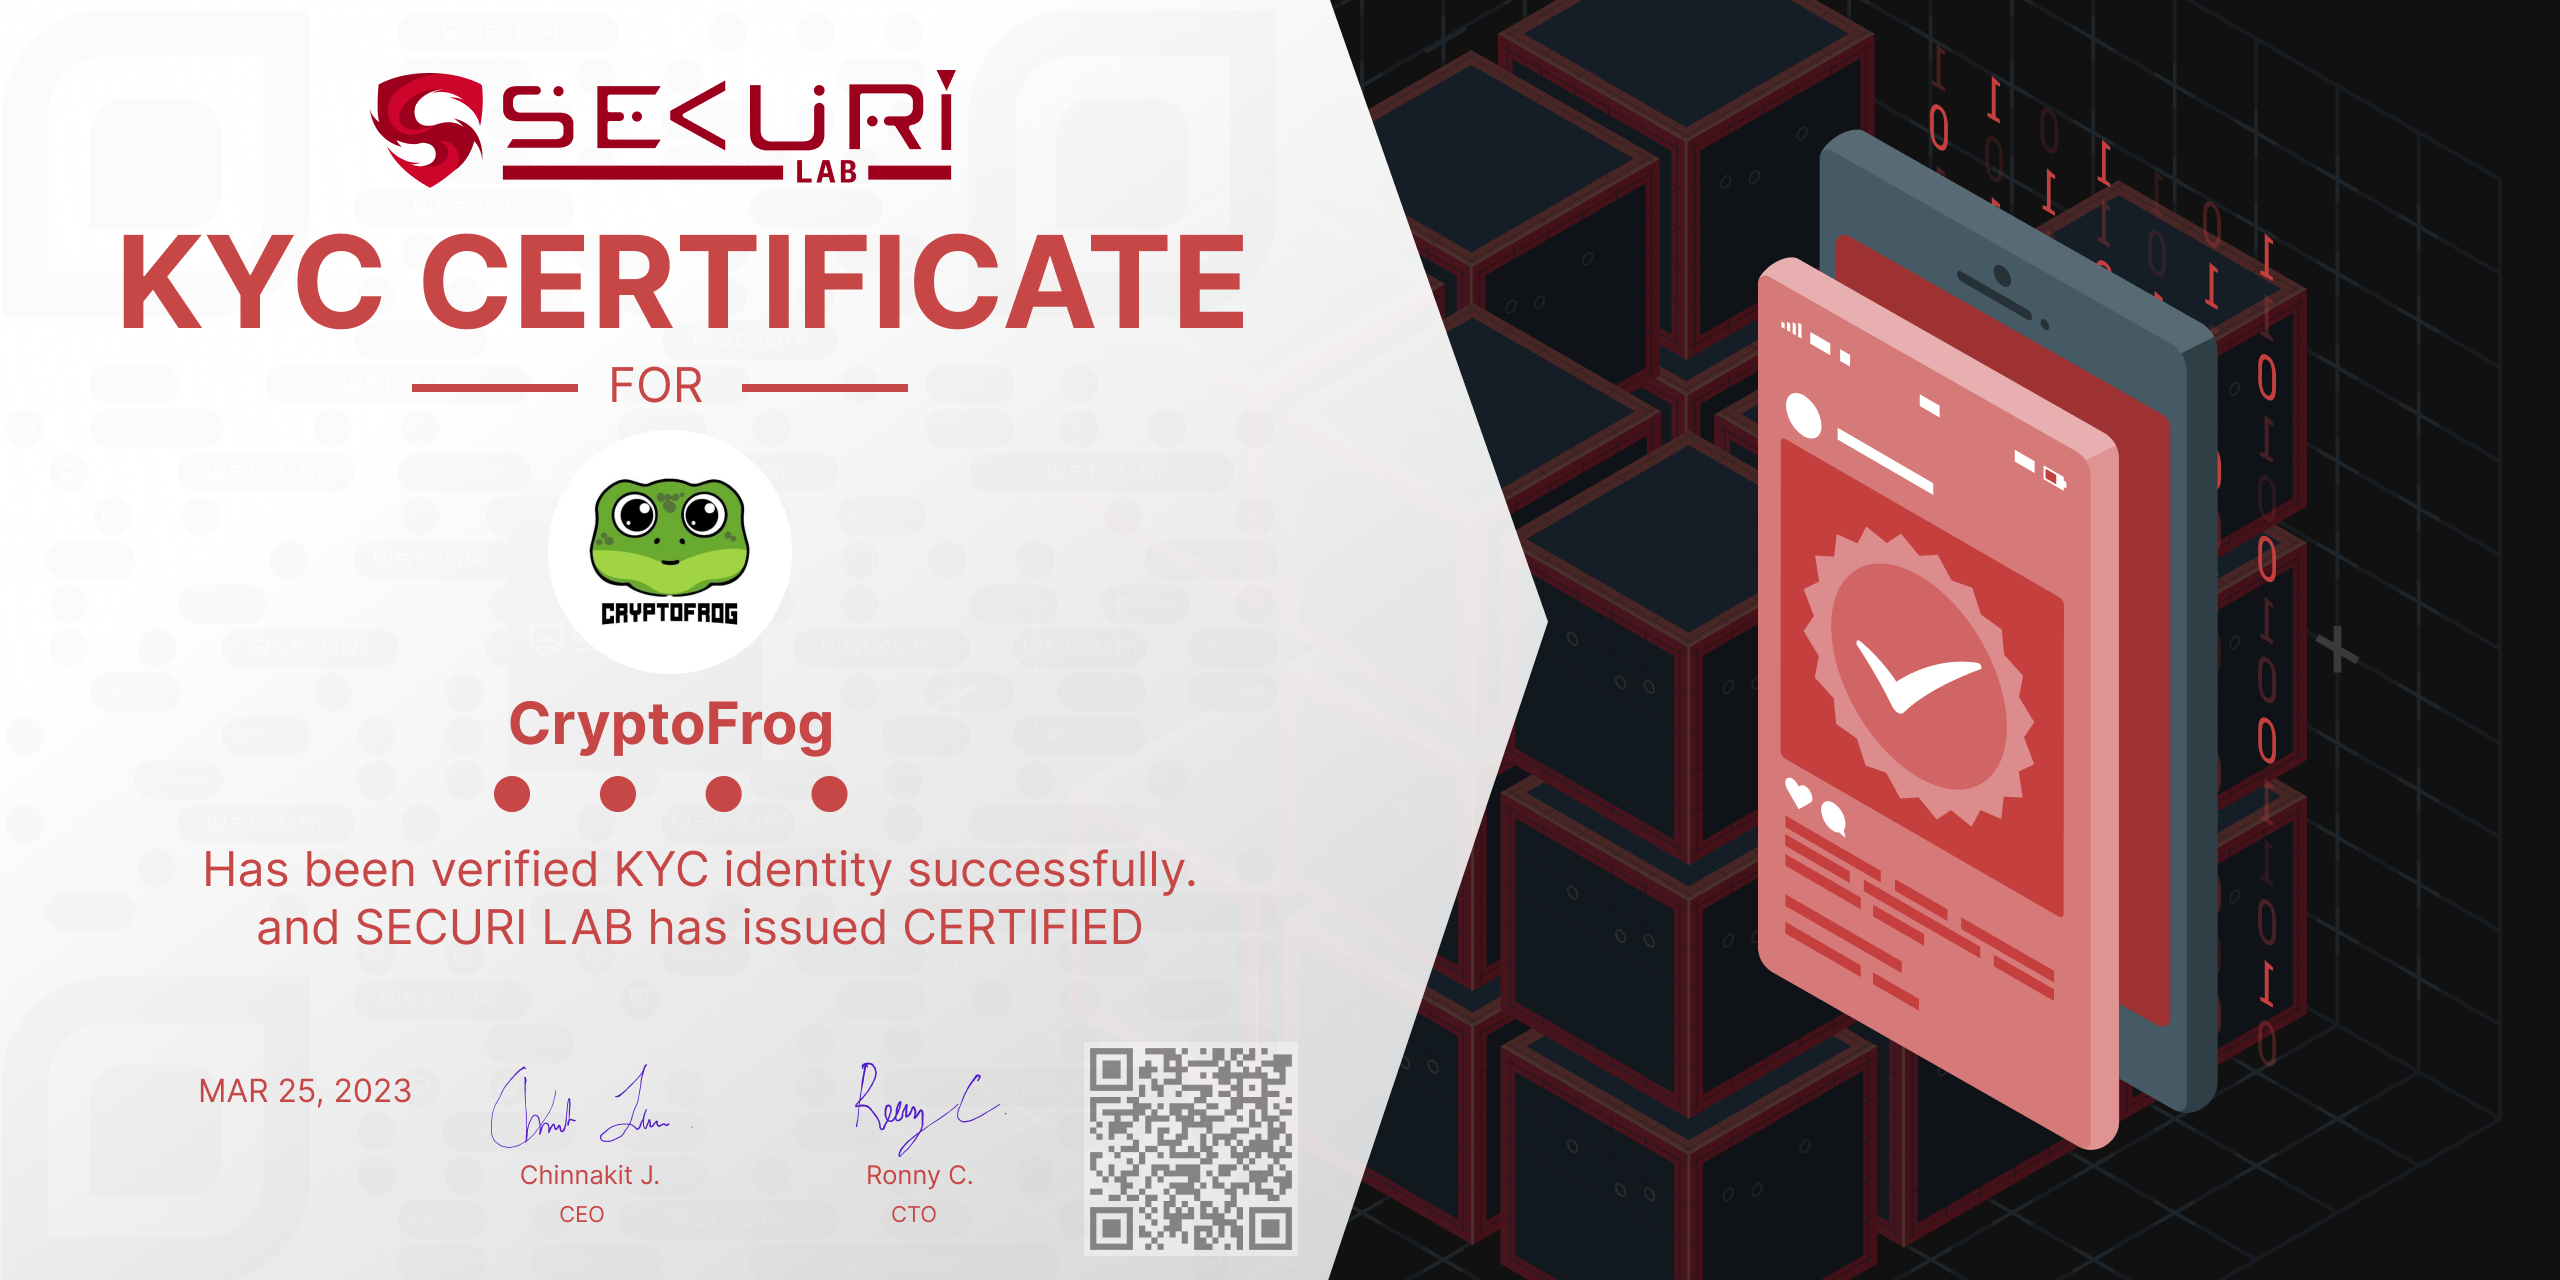 SEKURI
LAB
KYC CERTIFICATE
FOR
CRYPTOFROG
CryptoFrog
Has been verified KYC identity successfully.
and SECURI LAB has issued CERTIFIED
MAR 25, 2023
Ronny C.
Chinnakit J.
Ronny C.
CEO
CTO